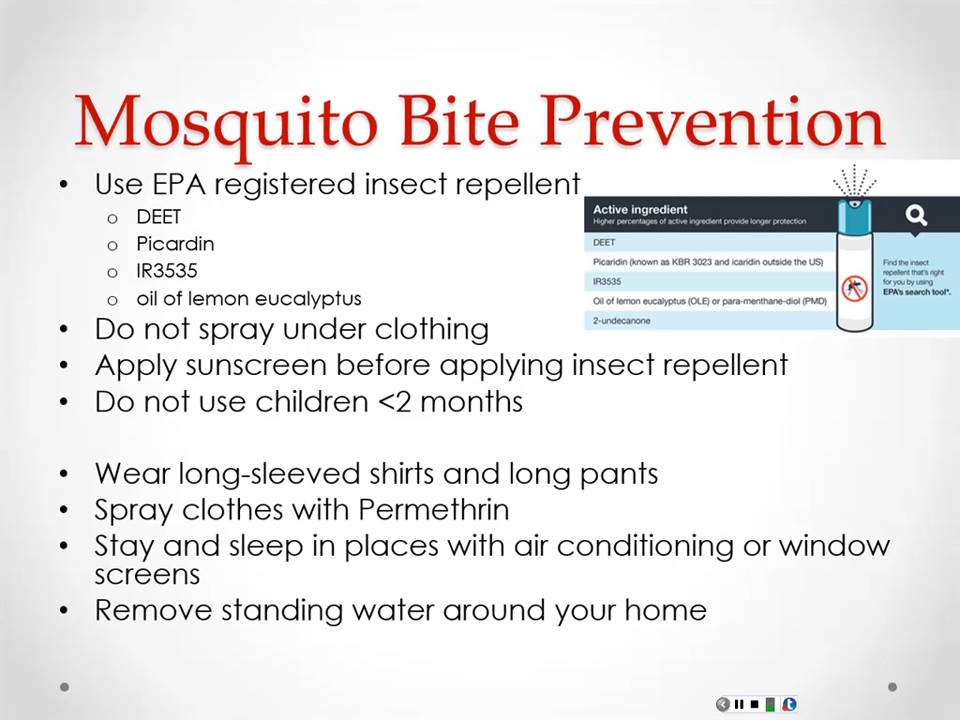 Mosquito Bite Prevention
• Use EPA registered insect repellent
o DEET
o Picardin
o IR3535
o oil of lemon eucalyptus
• Do not spray under clothing
• Apply sunscreen before applying insect repellent
• Do not use children <2 months
• Wear long-sleeved shirts and long pants
• Spray clothes with Permethrin
• Stay and sleep in places with air conditioning or window
screens
• Remove standing water around your home
Active ingredient
Higher percentages of active ingredient provide longer protection
DEET
Picaridin (known as KBR 3023 and icaridin outside the US)
IR3535
Oil of lemon eucalyptus (OLE) or para-menthane-diol (PMD)
2-undecanone
Find the insect
repellent that's right
for you by using
EPA's search tool*.